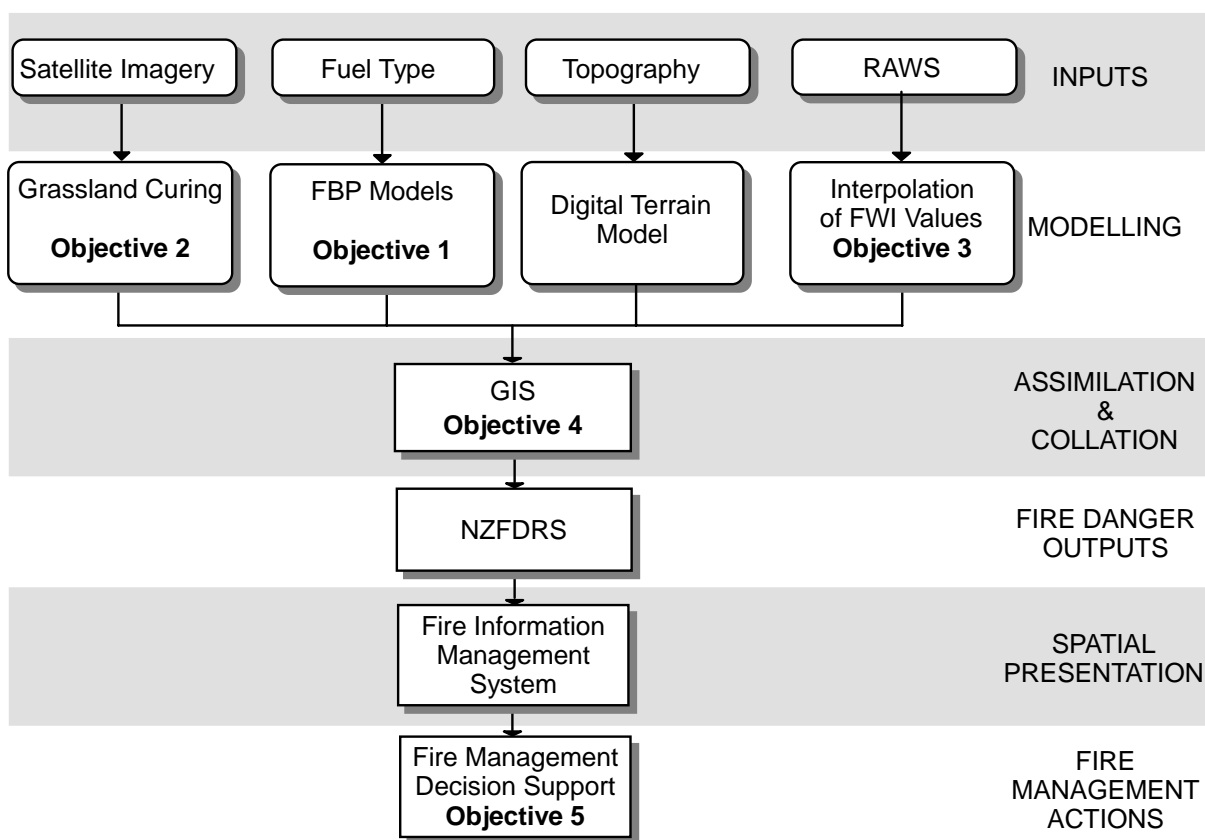 Satellite Imagery
Fuel Type
Topography
RAWS
INPUTS
Grassland Curing
Objective 2
FBP Models
Objective 1
Digital Terrain
Model
Interpolation
of FWI Values
Objective 3
MODELLING
GIS
Objective 4
ASSIMILATION
&
COLLATION
NZFDRS
FIRE DANGER
OUTPUTS
Fire Information
Management
System
SPATIAL
PRESENTATION
Fire Management
Decision Support
Objective 5
FIRE
MANAGEMENT
ACTIONS